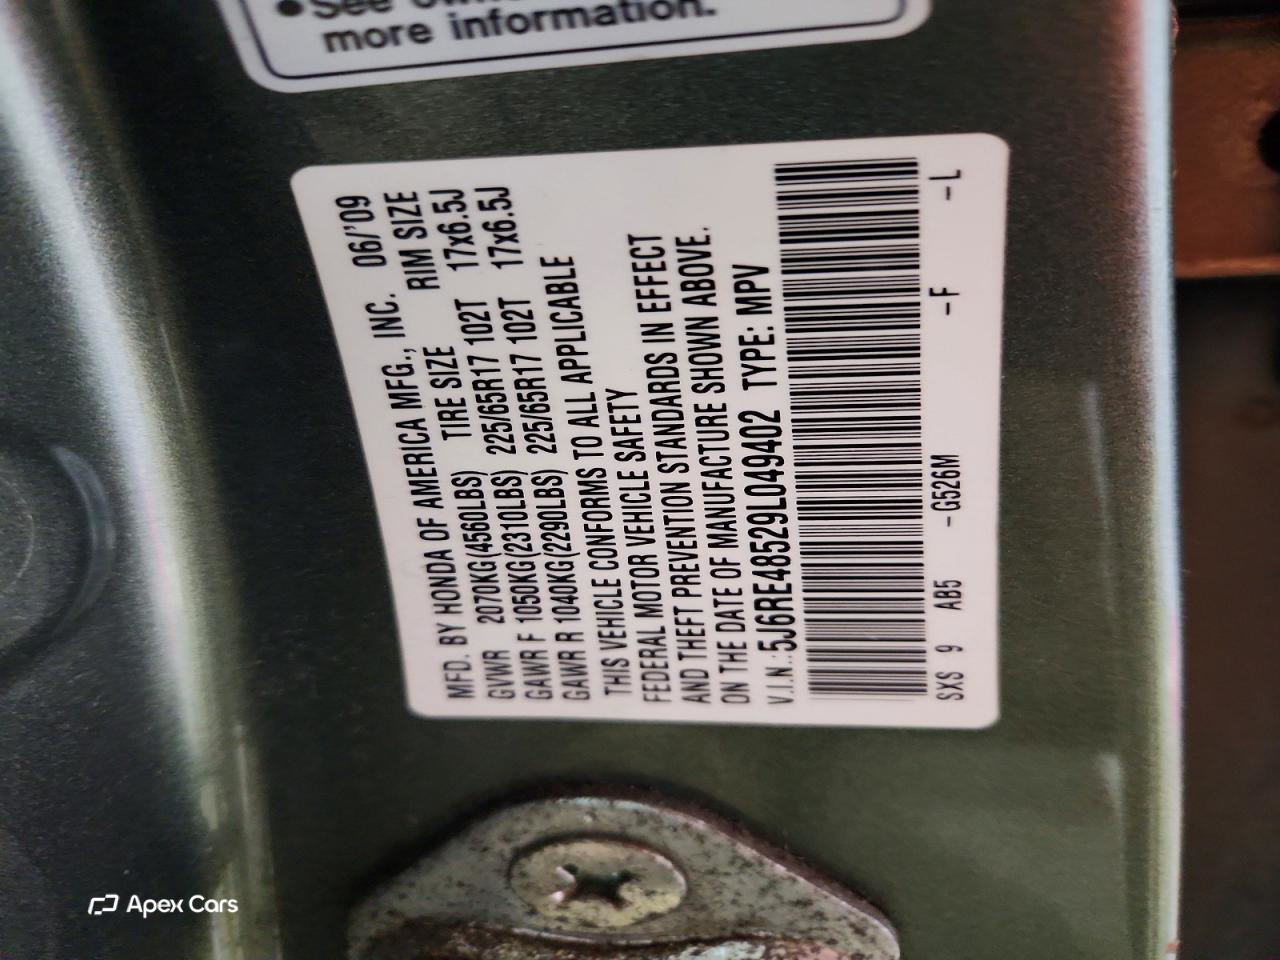 more information.
MFD. BY HONDA OF AMERICA MFG., INC. 06/'09
GVWR 2070KG(4560LBS) TIRE SIZE RIM SIZE
GAWR F 1050KG(2310LBS) 225/65R17 102T 17x6.5J
GAWR R 1040KG(2290LBS) 225/65R17 102T 17x6.5J
THIS VEHICLE CONFORMS TO ALL APPLICABLE
FEDERAL MOTOR VEHICLE SAFETY
AND THEFT PREVENTION STANDARDS IN EFFECT
ON THE DATE OF MANUFACTURE SHOWN ABOVE.
V.I.N.:5J6RE48529L049402 TYPE: MPV
SXS 9 AB5 -G526M -F -L
Apex Cars